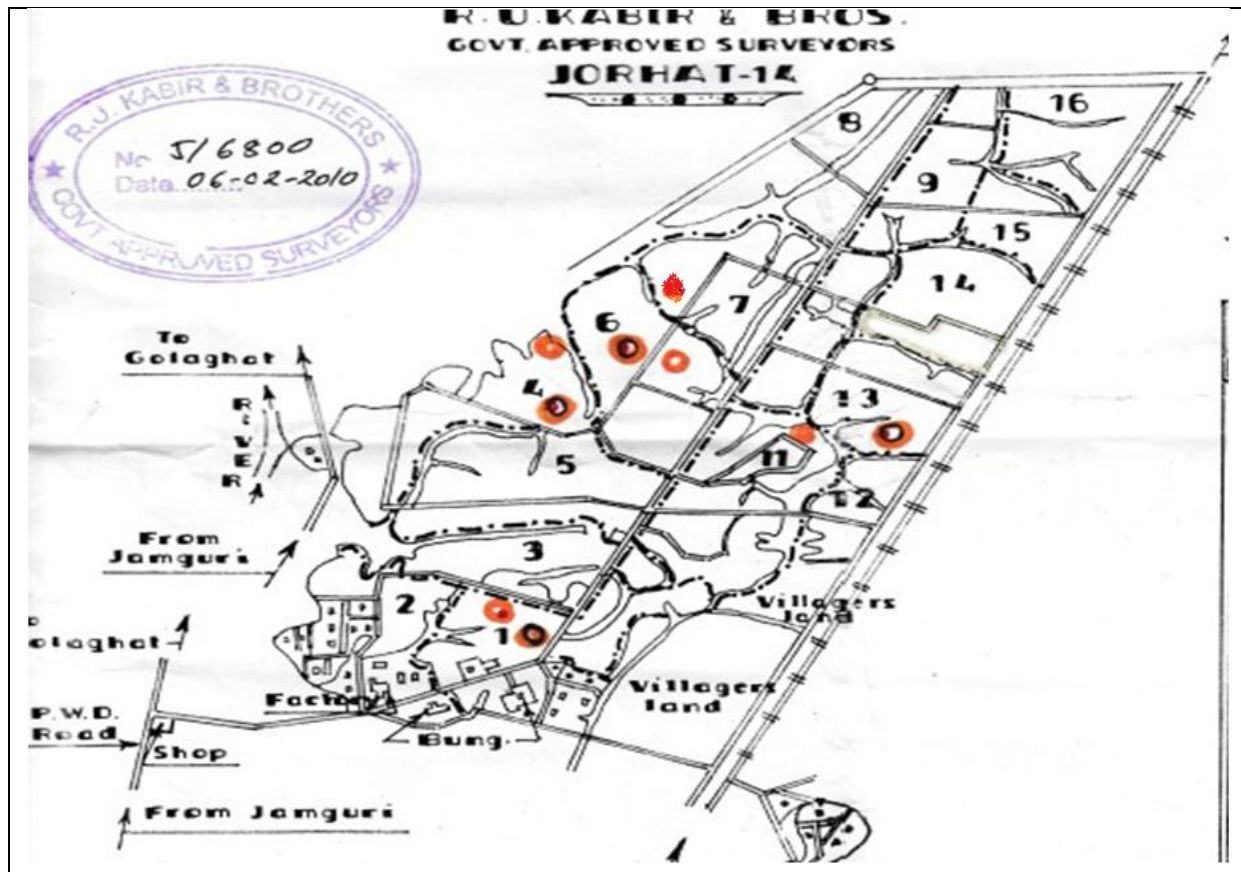 R.J.KABIR & BROS.
GOVT. APPROVED SURVEYORS
JORHAT-14
R.J. KABIR & BROTHERS
No 5/6800
Date........ 06-02-2010
GOVT APPROVED SURVEYORS
16
8
9
15
14
7
6
To
Golaghat
4
13
RIVER
5
11
12
From
Jamguri
3
2
Villagers
land
1
olaghat
Villagers
land
Factory
P.W.D.
Road
Bung.
Shop
From Jamguri